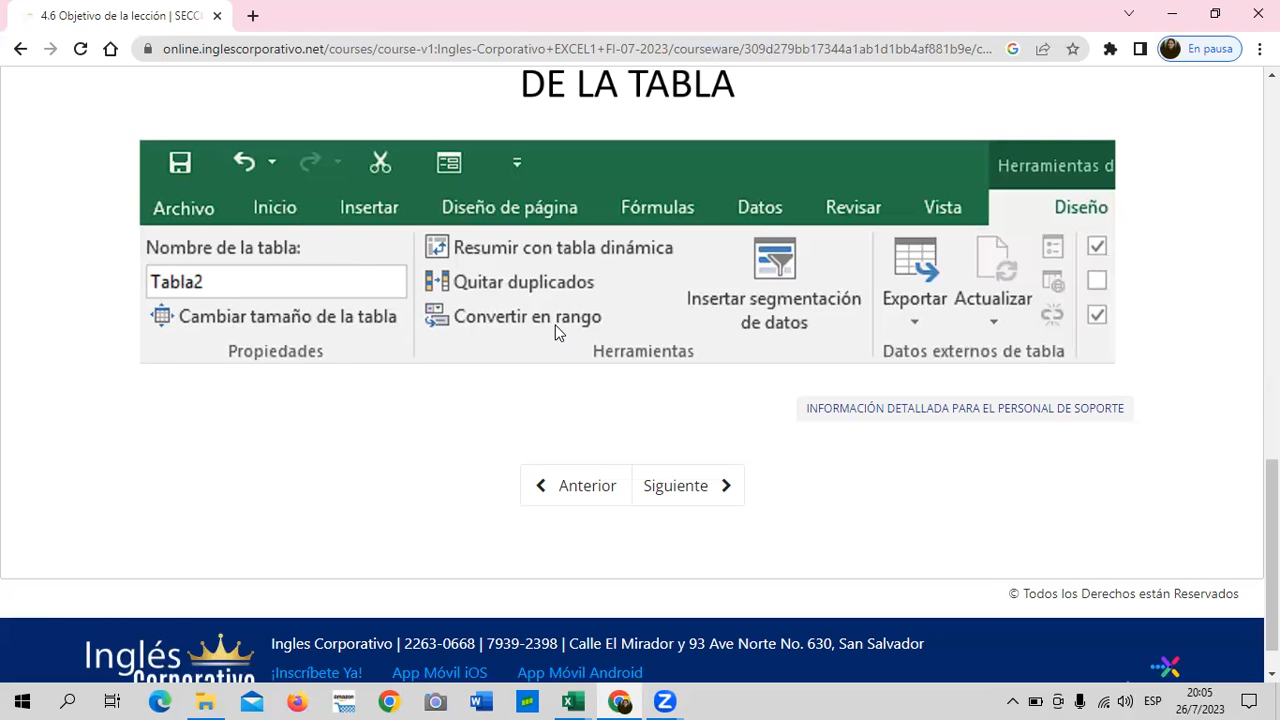 4.6 Objetivo de la lección | SECC
online.inglescorporativo.net/courses/course-v1:Ingles-Corporativo+EXCEL1+FI-07-2023/courseware/309d279bb17344a1ab1d1bb4af881b9e/c...
En pausa
DE LA TABLA
Herramientas d
Archivo Inicio Insertar Diseño de página Fórmulas Datos Revisar Vista Diseño
Nombre de la tabla:
Tabla2
Cambiar tamaño de la tabla
Propiedades
Resumir con tabla dinámica
Quitar duplicados
Convertir en rango
Insertar segmentación
de datos
Herramientas
Exportar Actualizar
Datos externos de tabla
INFORMACIÓN DETALLADA PARA EL PERSONAL DE SOPORTE
Anterior Siguiente
© Todos los Derechos están Reservados
Inglés
Corporativo
Ingles Corporativo | 2263-0668 | 7939-2398 | Calle El Mirador y 93 Ave Norte No. 630, San Salvador
¡Inscríbete Ya! App Móvil iOS App Móvil Android
amazon
ESP
20:05
26/7/2023